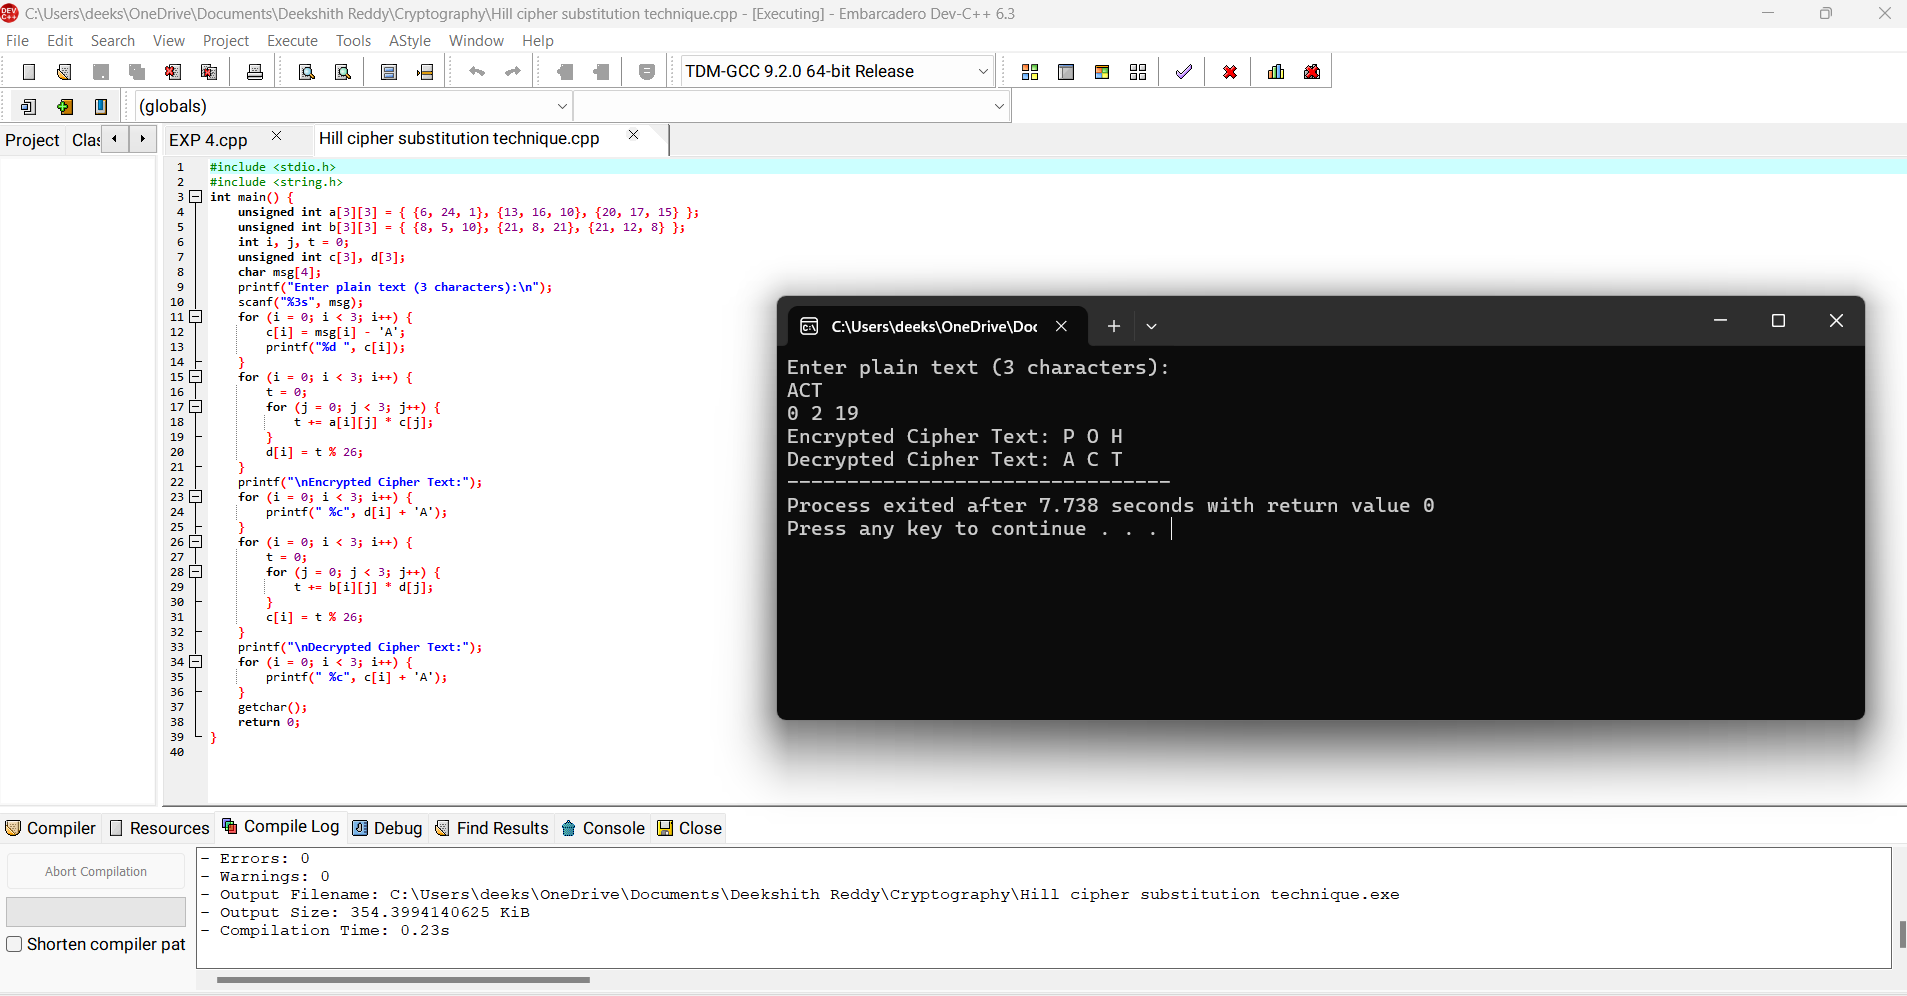 C:\Users\deeks\OneDrive\Documents\Deekshith Reddy\Cryptography\Hill cipher substitution technique.cpp - [Executing] - Embarcadero Dev-C++ 6.3
File Edit Search View Project Execute Tools AStyle Window Help
TDM-GCC 9.2.0 64-bit Release
(globals)
Project Clas EXP 4.cpp Hill cipher substitution technique.cpp
1 #include <stdio.h>
2 #include <string.h>
3 int main() {
4 unsigned int a[3][3] = { {6, 24, 1}, {13, 16, 10}, {20, 17, 15} };
5 unsigned int b[3][3] = { {8, 5, 10}, {21, 8, 21}, {21, 12, 8} };
6 int i, j, t = 0;
7 unsigned int c[3], d[3];
8 char msg[4];
9 printf("Enter plain text (3 characters):\n");
10 scanf("%3s", msg);
11 for (i = 0; i < 3; i++) {
12 c[i] = msg[i] - 'A';
13 printf("%d ", c[i]);
14 }
15 for (i = 0; i < 3; i++) {
16 t = 0;
17 for (j = 0; j < 3; j++) {
18 t += a[i][j] * c[j];
19 }
20 d[i] = t % 26;
21 }
22 printf("\nEncrypted Cipher Text:");
23 for (i = 0; i < 3; i++) {
24 printf(" %c", d[i] + 'A');
25 }
26 for (i = 0; i < 3; i++) {
27 t = 0;
28 for (j = 0; j < 3; j++) {
29 t += b[i][j] * d[j];
30 }
31 c[i] = t % 26;
32 }
33 printf("\nDecrypted Cipher Text:");
34 for (i = 0; i < 3; i++) {
35 printf(" %c", c[i] + 'A');
36 }
37 getchar();
38 return 0;
39 }
40
C:\Users\deeks\OneDrive\Doc
Enter plain text (3 characters):
ACT
0 2 19
Encrypted Cipher Text: P O H
Decrypted Cipher Text: A C T
--------------------------------
Process exited after 7.738 seconds with return value 0
Press any key to continue . . .
Compiler Resources Compile Log Debug Find Results Console Close
Abort Compilation
Shorten compiler pat
- Errors: 0
- Warnings: 0
- Output Filename: C:\Users\deeks\OneDrive\Documents\Deekshith Reddy\Cryptography\Hill cipher substitution technique.exe
- Output Size: 354.3994140625 KiB
- Compilation Time: 0.23s